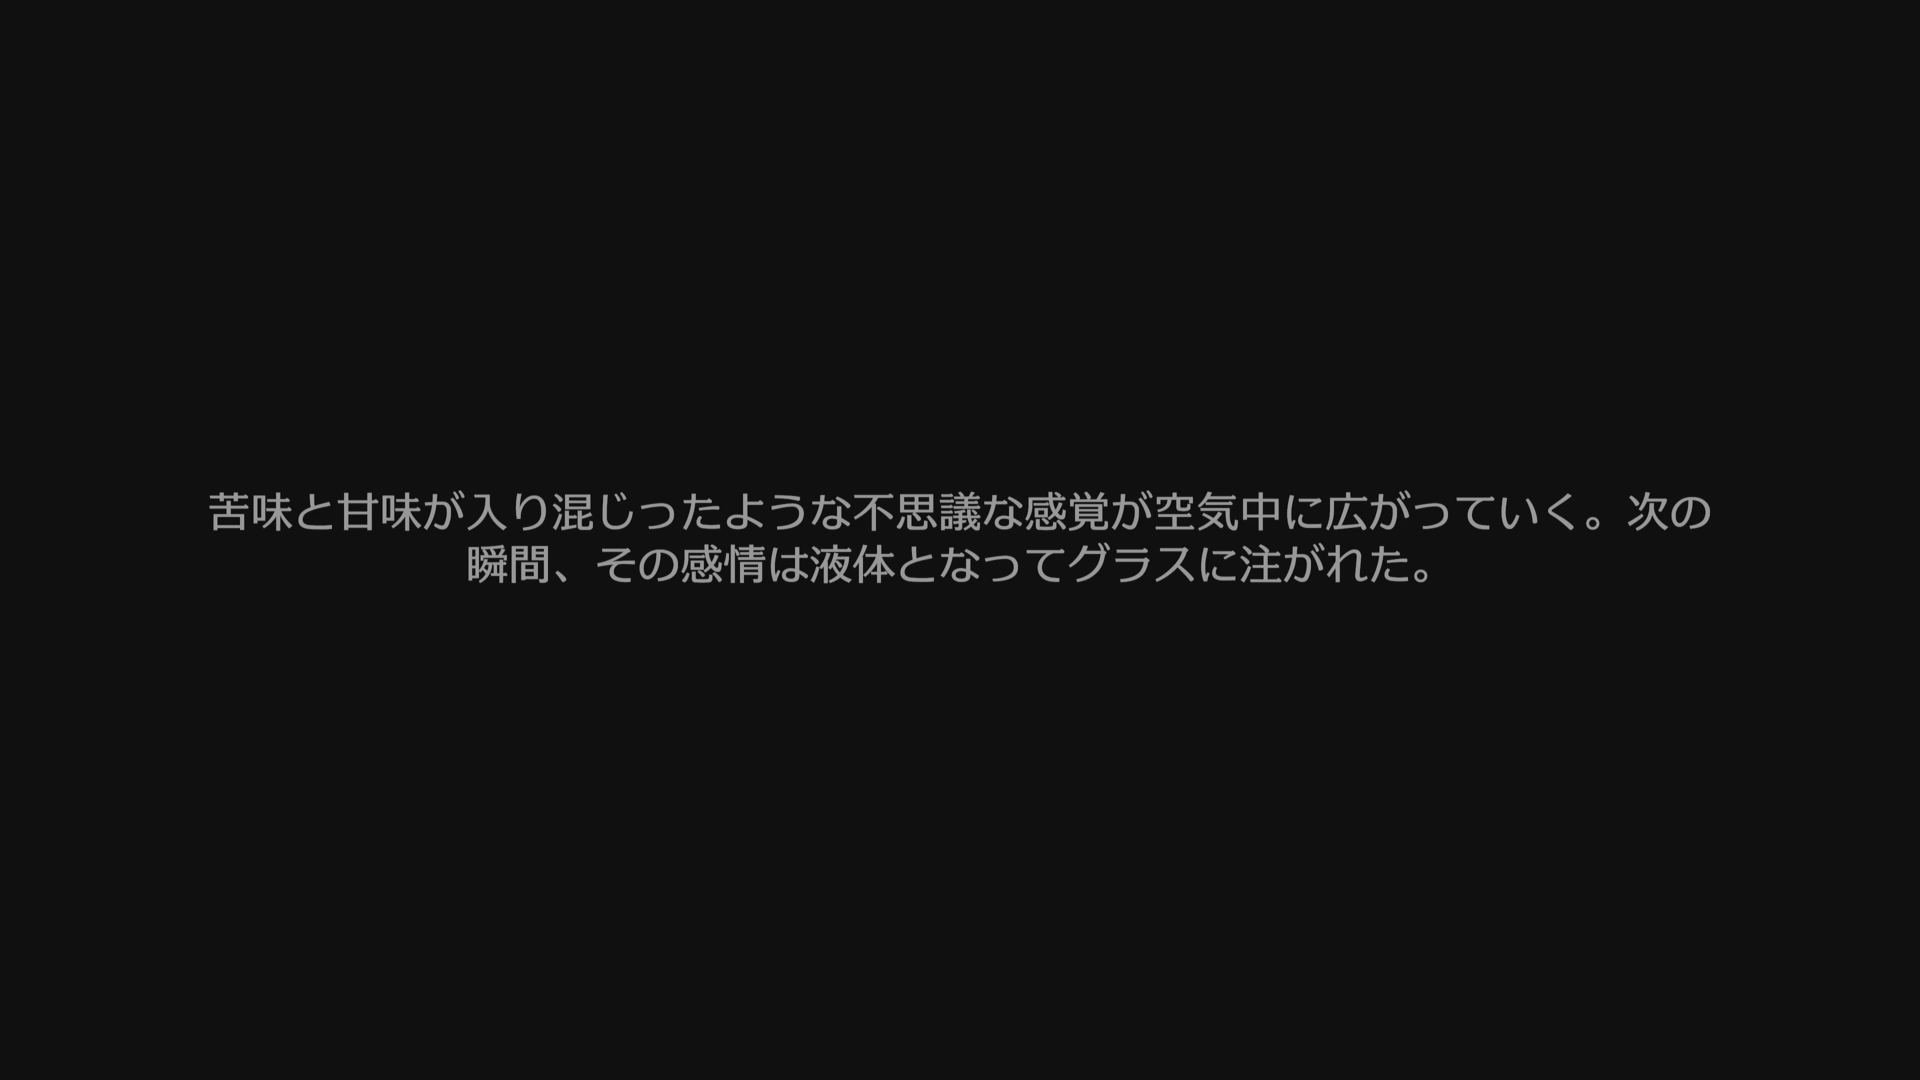 苦味と甘味が入り混じったような不思議な感覚が空気中に広がっていく。次の
瞬間、その感情は液体となってグラスに注がれた。